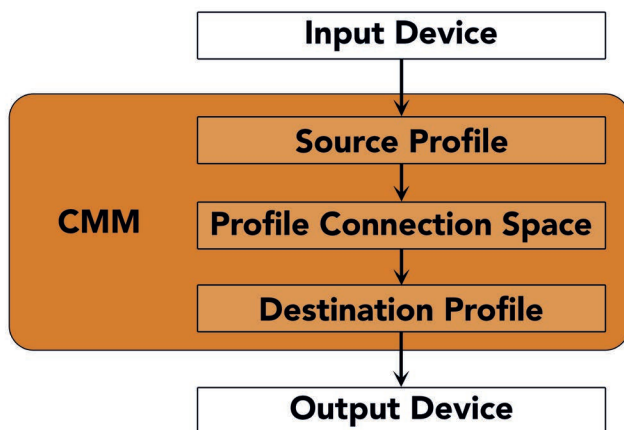 Input Device
Source Profile
CMM
Profile Connection Space
Destination Profile
Output Device